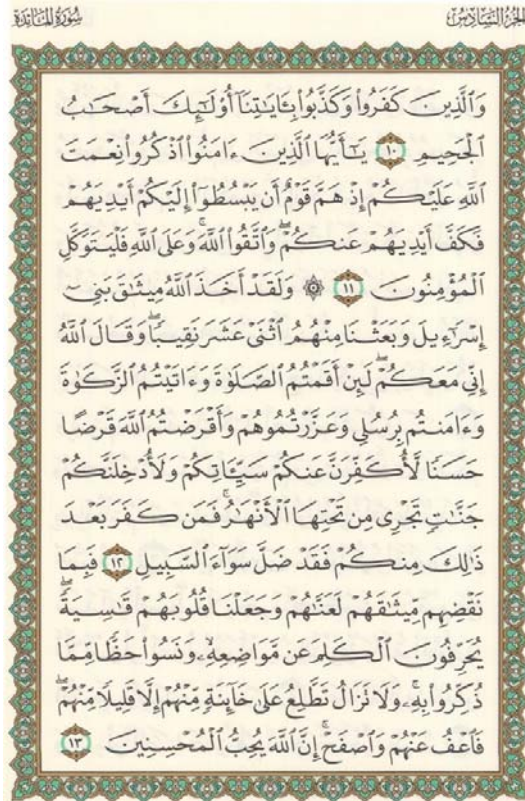 الجزء السادس
سورة المائدة
وَٱلَّذِينَ كَفَرُوا۟ وَكَذَّبُوا۟ بِـَٔايَـٰتِنَآ أُو۟لَـٰٓئِكَ أَصْحَـٰبُ
ٱلْجَحِيمِ ١٠ يَـٰٓأَيُّهَا ٱلَّذِينَ ءَامَنُوا۟ ٱذْكُرُوا۟ نِعْمَتَ
ٱللَّهِ عَلَيْكُمْ إِذْ هَمَّ قَوْمٌ أَن يَبْسُطُوٓا۟ إِلَيْكُمْ أَيْدِيَهُمْ
فَكَفَّ أَيْدِيَهُمْ عَنكُمْ ۖ وَٱتَّقُوا۟ ٱللَّهَ ۚ وَعَلَى ٱللَّهِ فَلْيَتَوَكَّلِ
ٱلْمُؤْمِنُونَ ١١ ۞ وَلَقَدْ أَخَذَ ٱللَّهُ مِيثَـٰقَ بَنِىٓ
إِسْرَٰٓءِيلَ وَبَعَثْنَا مِنْهُمُ ٱثْنَىْ عَشَرَ نَقِيبًا ۖ وَقَالَ ٱللَّهُ
إِنِّى مَعَكُمْ ۖ لَئِنْ أَقَمْتُمُ ٱلصَّلَوٰةَ وَءَاتَيْتُمُ ٱلزَّكَوٰةَ
وَءَامَنتُم بِرُسُلِى وَعَزَّرْتُمُوهُمْ وَأَقْرَضْتُمُ ٱللَّهَ قَرْضًا
حَسَنًا لَّأُكَفِّرَنَّ عَنكُمْ سَيِّـَٔاتِكُمْ وَلَأُدْخِلَنَّكُمْ
جَنَّـٰتٍ تَجْرِى مِن تَحْتِهَا ٱلْأَنْهَـٰرُ ۚ فَمَن كَفَرَ بَعْدَ
ذَٰلِكَ مِنكُمْ فَقَدْ ضَلَّ سَوَآءَ ٱلسَّبِيلِ ١٢ فَبِمَا
نَقْضِهِم مِّيثَـٰقَهُمْ لَعَنَّـٰهُمْ وَجَعَلْنَا قُلُوبَهُمْ قَـٰسِيَةً ۖ
يُحَرِّفُونَ ٱلْكَلِمَ عَن مَّوَاضِعِهِۦ ۙ وَنَسُوا۟ حَظًّا مِّمَّا
ذُكِّرُوا۟ بِهِۦ ۚ وَلَا تَزَالُ تَطَّلِعُ عَلَىٰ خَآئِنَةٍ مِّنْهُمْ إِلَّا قَلِيلًا مِّنْهُمْ ۖ
فَٱعْفُ عَنْهُمْ وَٱصْفَحْ ۚ إِنَّ ٱللَّهَ يُحِبُّ ٱلْمُحْسِنِينَ ١٣